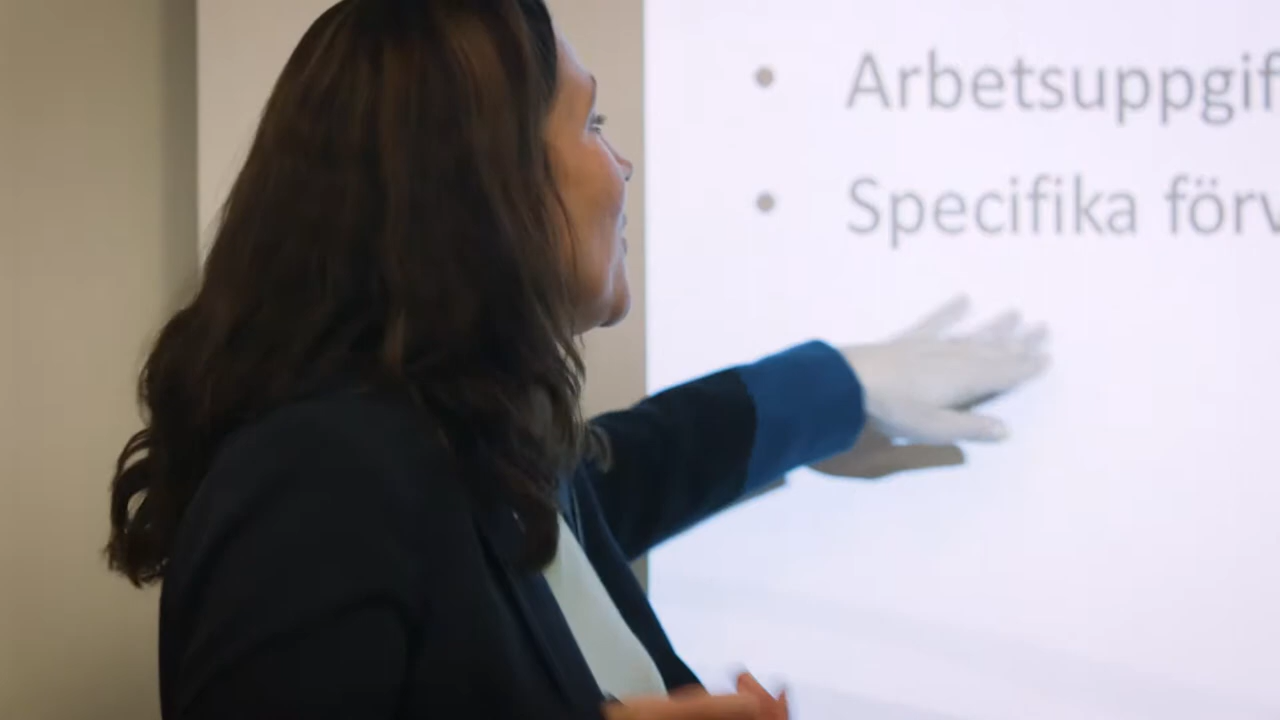 • Arbetsuppgif
• Specifika förv